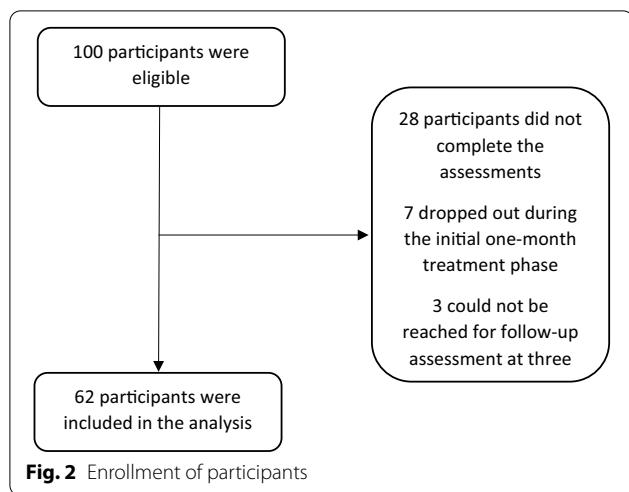 100 participants were
eligible
28 participants did not
complete the
assessments
7 dropped out during
the initial one-month
treatment phase
3 could not be
reached for follow-up
assessment at three
62 participants were
included in the analysis
Fig. 2 Enrollment of participants